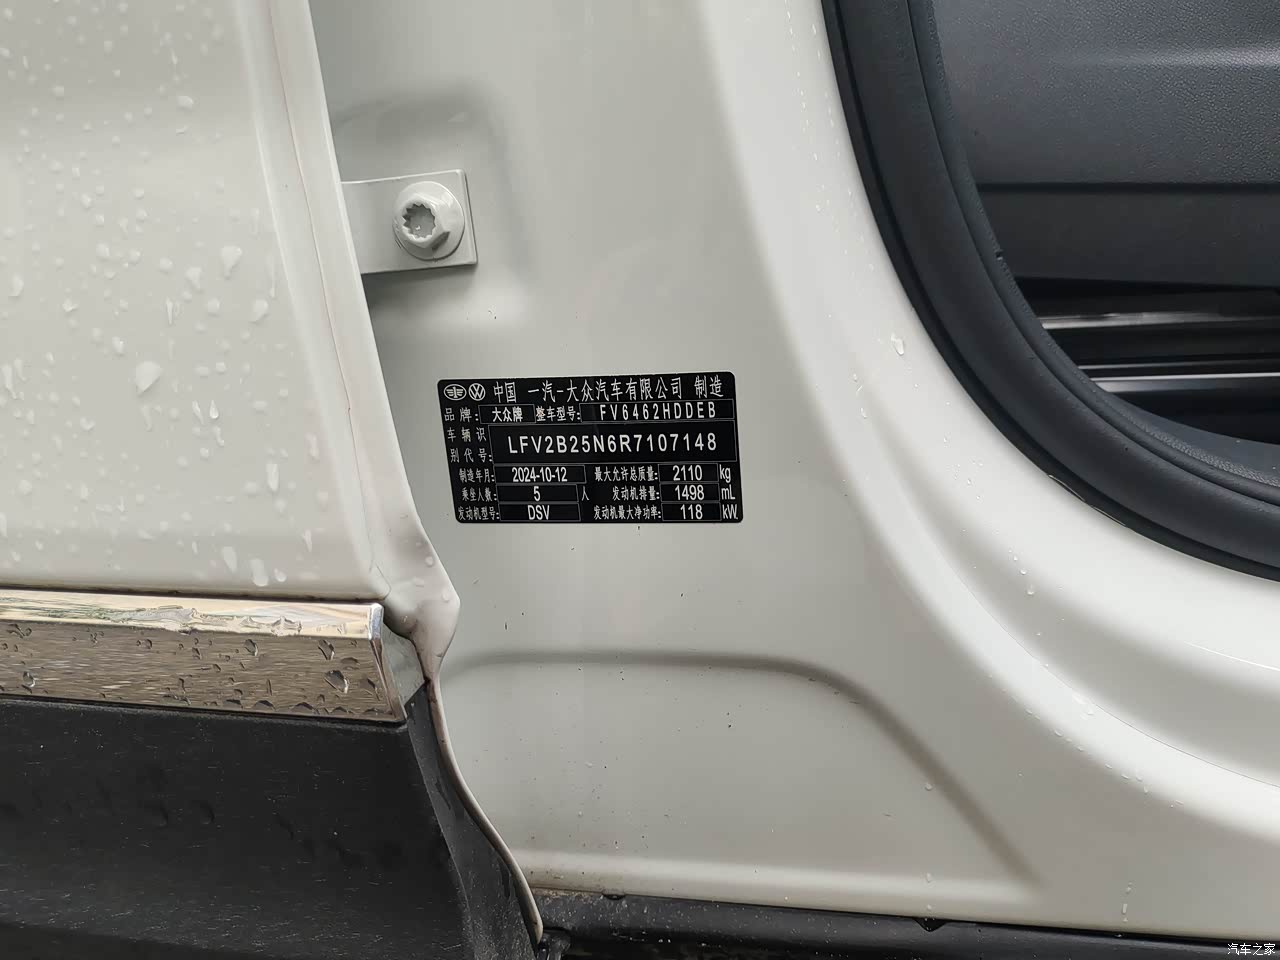 中国 一汽-大众汽车有限公司 制造
品牌: 大众牌 整车型号: FV6462HDDEB
车辆识别代号: LFV2B25N6R7107148
制造年月: 2024-10-12 最大允许总质量: 2110 kg
乘坐人数: 5 人 发动机排量: 1498 mL
发动机型号: DSV 发动机最大净功率: 118 kW
汽车之家